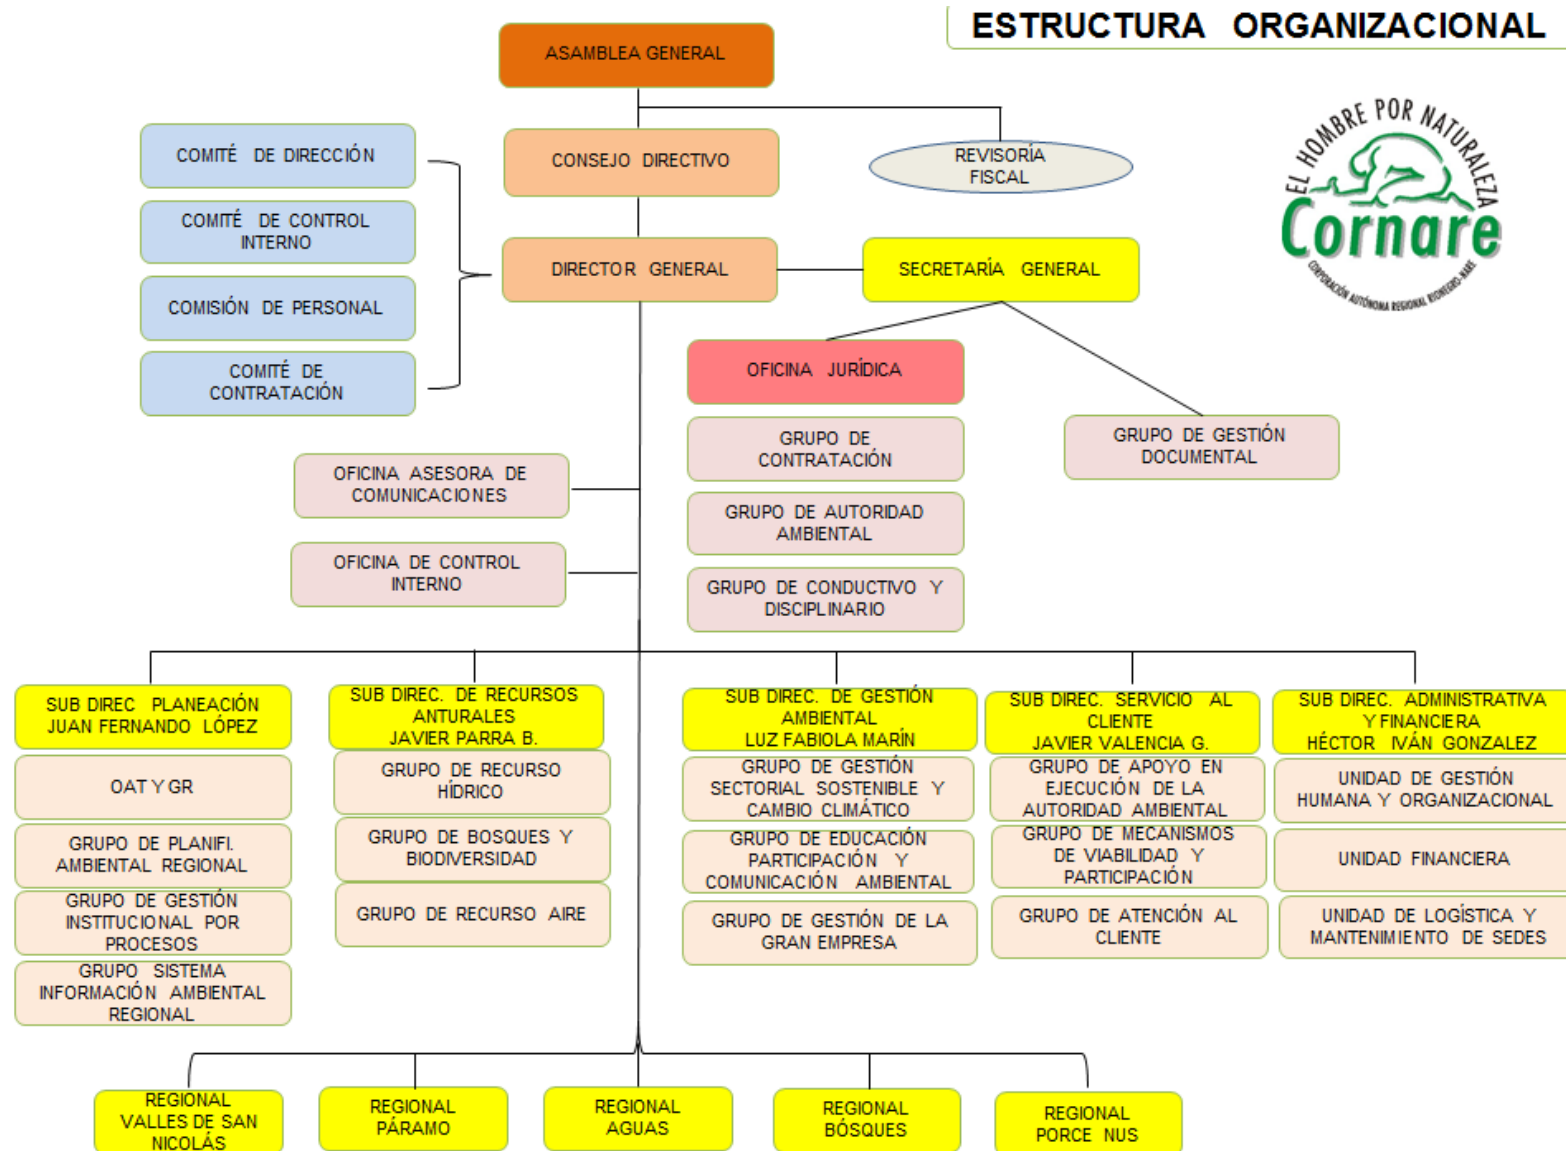 ESTRUCTURA ORGANIZACIONAL
ASAMBLEA GENERAL
COMITÉ DE DIRECCIÓN
CONSEJO DIRECTIVO
REVISORÍA
FISCAL
EL HOMBRE POR NATURALEZA
Cornare
CORPORACIÓN AUTÓNOMA REGIONAL RIONEGRO-NARE
COMITÉ DE CONTROL
INTERNO
DIRECTOR GENERAL
SECRETARÍA GENERAL
COMISIÓN DE PERSONAL
COMITÉ DE
CONTRATACIÓN
OFICINA JURÍDICA
GRUPO DE
CONTRATACIÓN
GRUPO DE GESTIÓN
DOCUMENTAL
OFICINA ASESORA DE
COMUNICACIONES
GRUPO DE AUTORIDAD
AMBIENTAL
OFICINA DE CONTROL
INTERNO
GRUPO DE CONDUCTIVO Y
DISCIPLINARIO
SUB DIREC PLANEACIÓN
JUAN FERNANDO LÓPEZ
OAT Y GR
GRUPO DE PLANIFI.
AMBIENTAL REGIONAL
GRUPO DE GESTIÓN
INSTITUCIONAL POR
PROCESOS
GRUPO SISTEMA
INFORMACIÓN AMBIENTAL
REGIONAL
SUB DIREC. DE RECURSOS
ANTURALES
JAVIER PARRA B.
GRUPO DE RECURSO
HÍDRICO
GRUPO DE BOSQUES Y
BIODIVERSIDAD
GRUPO DE RECURSO AIRE
SUB DIREC. DE GESTIÓN
AMBIENTAL
LUZ FABIOLA MARÍN
GRUPO DE GESTIÓN
SECTORIAL SOSTENIBLE Y
CAMBIO CLIMÁTICO
GRUPO DE EDUCACIÓN
PARTICIPACIÓN Y
COMUNICACIÓN AMBIENTAL
GRUPO DE GESTIÓN DE LA
GRAN EMPRESA
SUB DIREC. SERVICIO AL
CLIENTE
JAVIER VALENCIA G.
GRUPO DE APOYO EN
EJECUCIÓN DE LA
AUTORIDAD AMBIENTAL
GRUPO DE MECANISMOS
DE VIABILIDAD Y
PARTICIPACIÓN
GRUPO DE ATENCIÓN AL
CLIENTE
SUB DIREC. ADMINISTRATIVA
Y FINANCIERA
HÉCTOR IVÁN GONZALEZ
UNIDAD DE GESTIÓN
HUMANA Y ORGANIZACIONAL
UNIDAD FINANCIERA
UNIDAD DE LOGÍSTICA Y
MANTENIMIENTO DE SEDES
REGIONAL
VALLES DE SAN
NICOLÁS
REGIONAL
PÁRAMO
REGIONAL
AGUAS
REGIONAL
BÓSQUES
REGIONAL
PORCE NUS